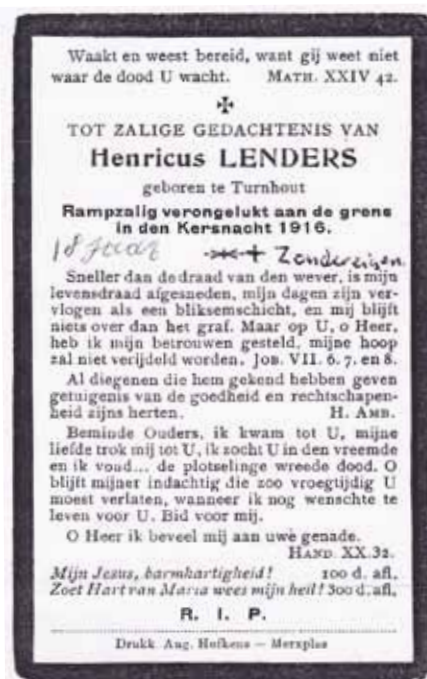 Waakt en weest bereid, want gij weet niet
waar de dood U wacht. MATH. XXIV 42.
TOT ZALIGE GEDACHTENIS VAN
Henricus LENDERS
geboren te Turnhout
Rampzalig verongelukt aan de grens
in den Kersnacht 1916.
18 Jaar Zondereigen
Sneller dan de draad van den wever, is mijn
levensdraad afgesneden, mijn dagen zijn ver-
vlogen als een bliksemschicht, en mij blijft
niets over dan het graf. Maar op U, o Heer,
heb ik mijn betrouwen gesteld, mijne hoop
zal niet verijdeld worden. JOB. VII. 6. 7. en 8.
Al diegenen die hem gekend hebben geven
getuigenis van de goedheid en rechtschapen-
heid zijns herten. H. AMB.
Beminde Ouders, ik kwam tot U, mijne
liefde trok mij tot U, ik zocht U in den vreemde
en ik vond... de plotselinge wreede dood. O
blijft mijner indachtig die zoo vroegtijdig U
moest verlaten, wanneer ik nog wenschte te
leven voor U. Bid voor mij.
O Heer ik beveel mij aan uwe genade.
HAND. XX. 32.
Mijn Jesus, barmhartigheid! 100 d. afl.
Zoet Hart van Maria wees mijn heil! 300 d. afl.
R. I. P.
Drukk Aug. Hofkens — Merxplas